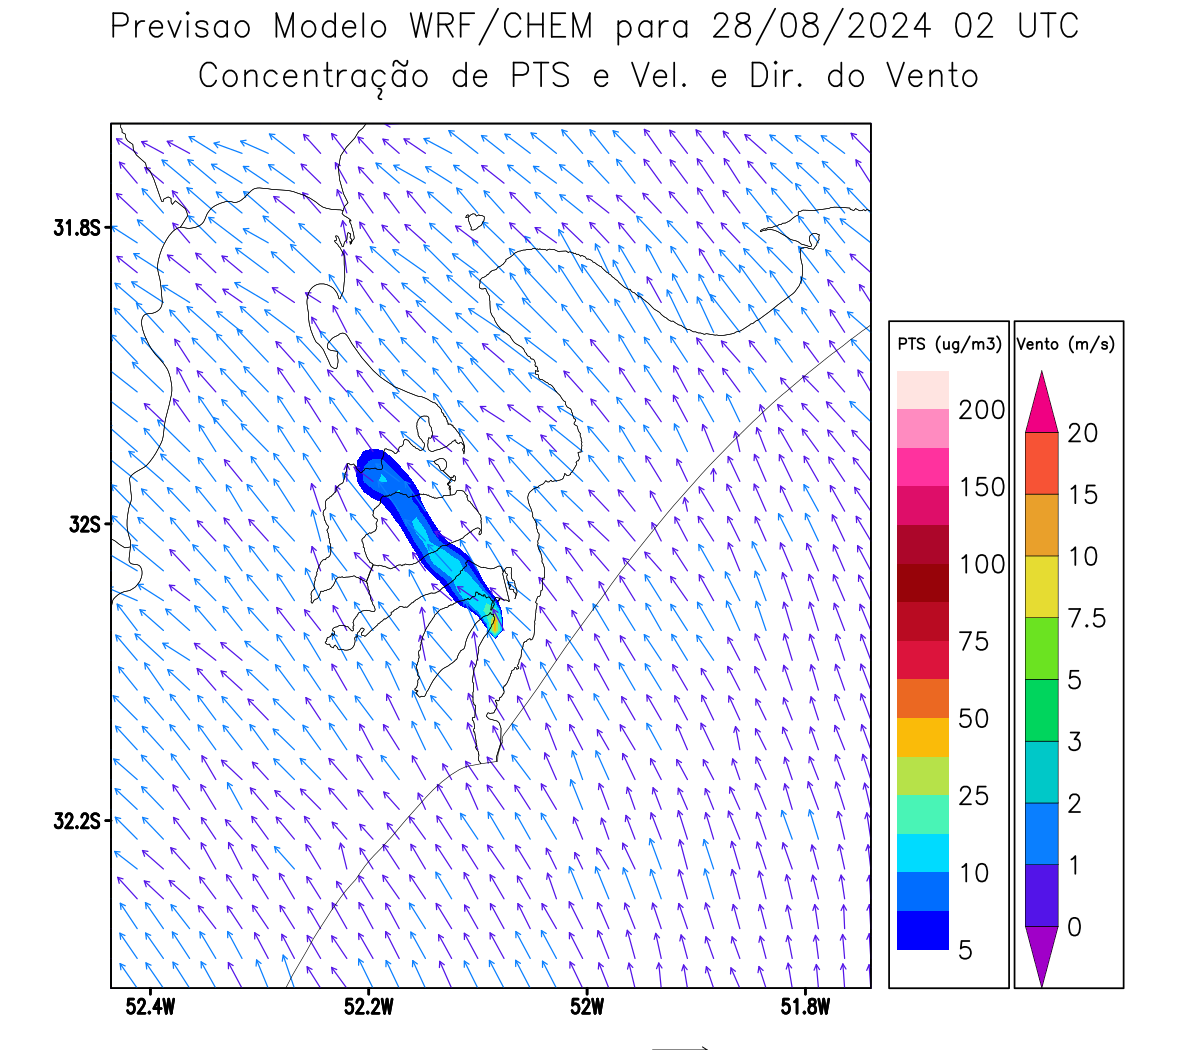 Previsao Modelo WRF/CHEM para 28/08/2024 02 UTC
Concentração de PTS e Vel. e Dir. do Vento
31.8S
32S
32.2S
52.4W
52.2W
52W
51.8W
PTS (ug/m3)
200
150
100
75
50
25
10
5
Vento (m/s)
20
15
10
7.5
5
3
2
1
0